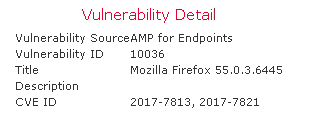 Vulnerability Detail
Vulnerability Source AMP for Endpoints
Vulnerability ID 10036
Title Mozilla Firefox 55.0.3.6445
Description
CVE ID 2017-7813, 2017-7821